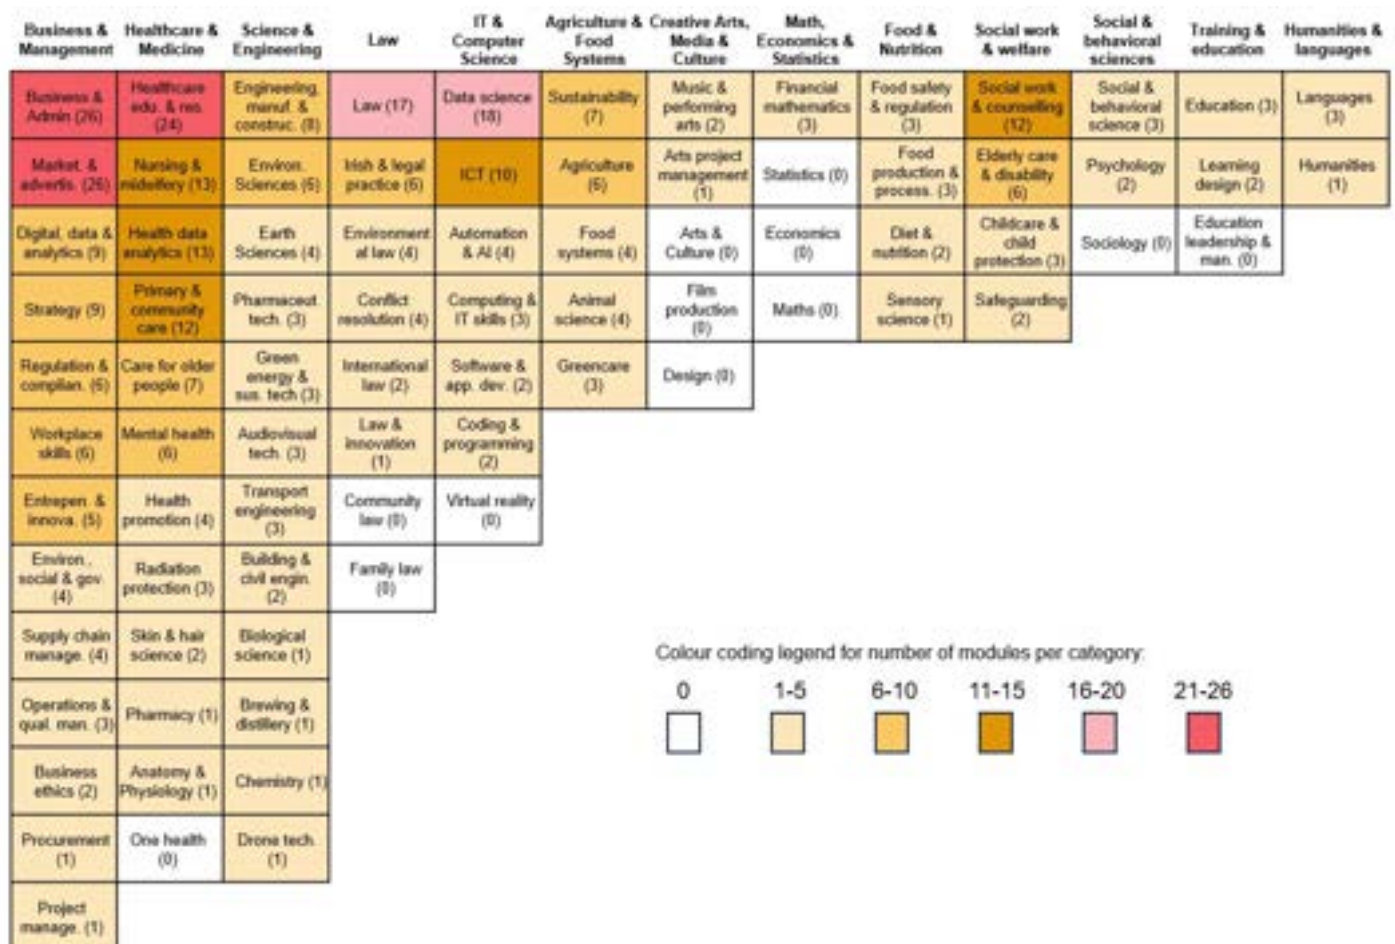 Business &
Management
Healthcare &
Medicine
Science &
Engineering
Law
IT &
Computer
Science
Agriculture &
Food
Systems
Creative Arts,
Media &
Culture
Math,
Economics &
Statistics
Food &
Nutrition
Social work
& welfare
Social &
behavioral
sciences
Training &
education
Humanities &
languages
Business &
Admin (26)
Healthcare
edu. & res.
(24)
Engineering,
manuf. &
construc. (8)
Law (17)
Data science
(18)
Sustainability
(7)
Music &
performing
arts (2)
Financial
mathematics
(3)
Food safety
& regulation
(3)
Social work
& counselling
(12)
Social &
behavioral
science (3)
Education (3)
Languages
(3)
Market. &
advertis. (26)
Nursing &
midwifery (13)
Environ.
Sciences (6)
Irish & legal
practice (6)
ICT (10)
Agriculture
(6)
Arts project
management
(1)
Statistics (0)
Food
production &
process. (3)
Elderly care
& disability
(6)
Psychology
(2)
Learning
design (2)
Humanities
(1)
Digital, data &
analytics (9)
Health data
analytics (13)
Earth
Sciences (4)
Environment
al law (4)
Automation
& AI (4)
Food
systems (4)
Arts &
Culture (0)
Economics
(0)
Diet &
nutrition (2)
Childcare &
child
protection (3)
Sociology (0)
Education
leadership &
man. (0)
Strategy (9)
Primary &
community
care (12)
Pharmaceut.
tech. (3)
Conflict
resolution (4)
Computing &
IT skills (3)
Animal
science (4)
Film
production
(0)
Maths (0)
Sensory
science (1)
Safeguarding
(2)
Regulation &
complian. (6)
Care for older
people (7)
Green
energy &
sus. tech (3)
International
law (2)
Software &
app. dev. (2)
Greencare
(3)
Design (0)
Workplace
skills (6)
Mental health
(6)
Audiovisual
tech. (3)
Law &
innovation
(1)
Coding &
programming
(2)
Entrepen. &
innova. (5)
Health
promotion (4)
Transport
engineering
(3)
Community
law (0)
Virtual reality
(0)
Environ.,
social & gov.
(4)
Radiation
protection (3)
Building &
civil engin.
(2)
Family law
(0)
Supply chain
manage. (4)
Skin & hair
science (2)
Biological
science (1)
Operations &
qual. man. (3)
Pharmacy (1)
Brewing &
distillery (1)
Business
ethics (2)
Anatomy &
Physiology (1)
Chemistry (1)
Procurement
(1)
One health
(0)
Drone tech.
(1)
Project
manage. (1)
Colour coding legend for number of modules per category:
0 1-5 6-10 11-15 16-20 21-26